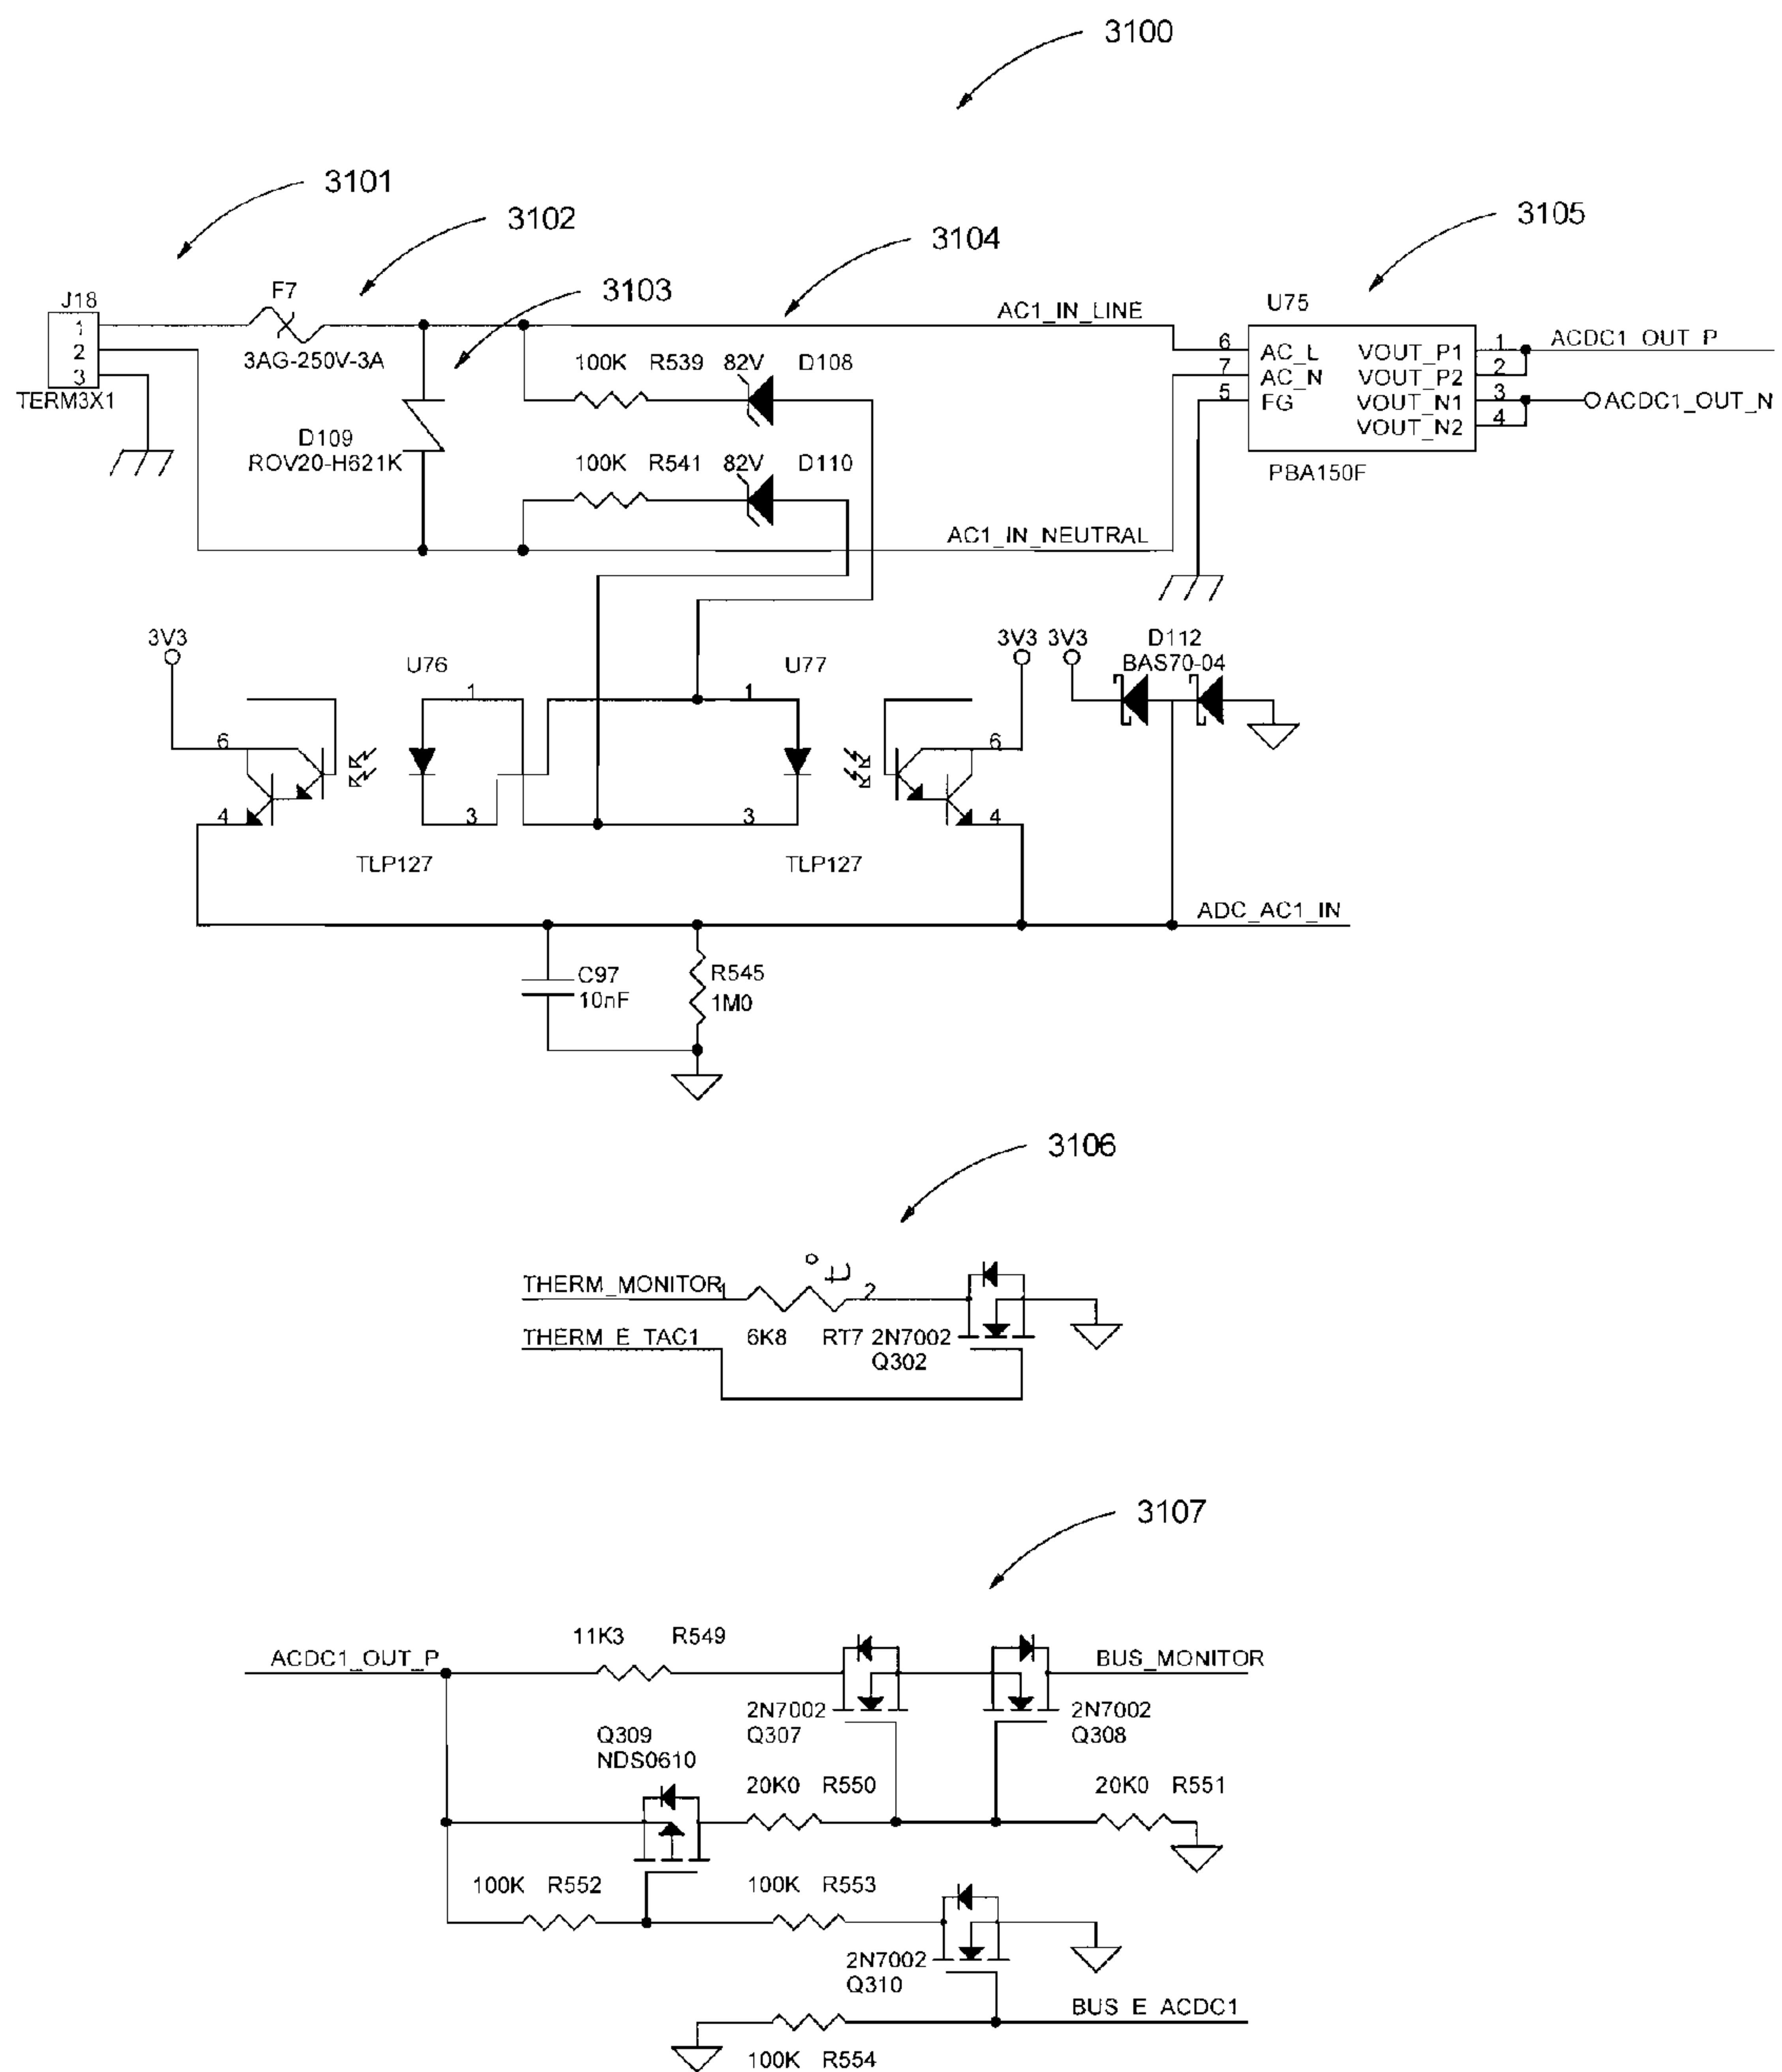 3100
3101
3102
3105
3104
3103
J18
1
2
3
TERM3X1
F7
3AG-250V-3A
D109
ROV20-H621K
100K R539 82V D108
100K R541 82V D110
AC1_IN_LINE
AC1_IN_NEUTRAL
U75
6 AC_L VOUT_P1 1
7 AC_N VOUT_P2 2
5 FG VOUT_N1 3
VOUT_N2 4
PBA150F
ACDC1_OUT_P
ACDC1_OUT_N
3V3
U76
U77
3V3 3V3
D112
BAS70-04
1
1
6
6
4
3
3
4
TLP127
TLP127
ADC_AC1_IN
C97
10nF
R545
1M0
3106
THERM_MONITOR
1
°t
2
THERM_E_TAC1
6K8 RT7 2N7002
Q302
3107
ACDC1_OUT_P
11K3 R549
BUS_MONITOR
2N7002
Q307
2N7002
Q308
Q309
NDS0610
20K0 R550
20K0 R551
100K R552
100K R553
2N7002
Q310
BUS_E_ACDC1
100K R554